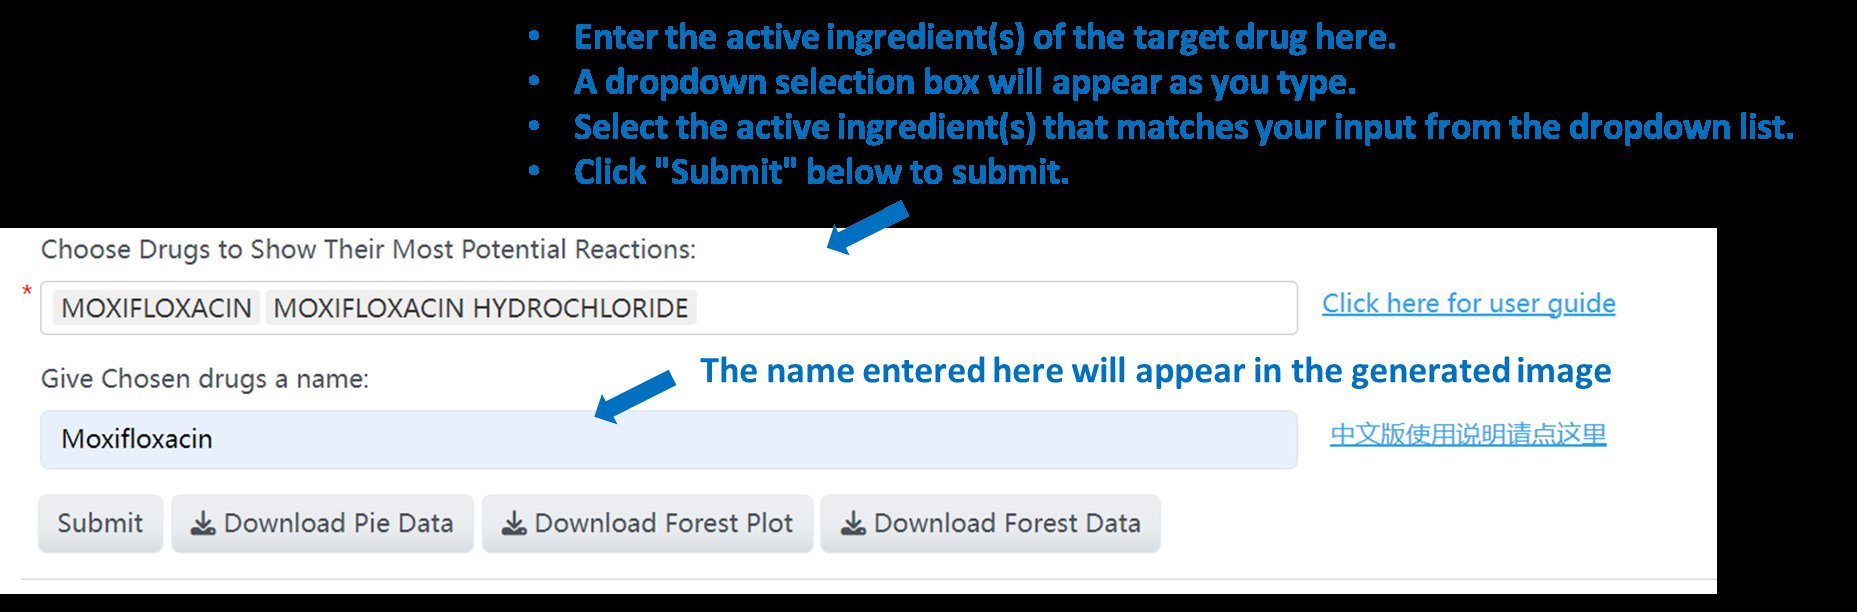 • Enter the active ingredient(s) of the target drug here.
• A dropdown selection box will appear as you type.
• Select the active ingredient(s) that matches your input from the dropdown list.
• Click "Submit" below to submit.
Choose Drugs to Show Their Most Potential Reactions:
* MOXIFLOXACIN MOXIFLOXACIN HYDROCHLORIDE
Click here for user guide
The name entered here will appear in the generated image
Give Chosen drugs a name:
Moxifloxacin
中文版使用说明请点这里
Submit Download Pie Data Download Forest Plot Download Forest Data